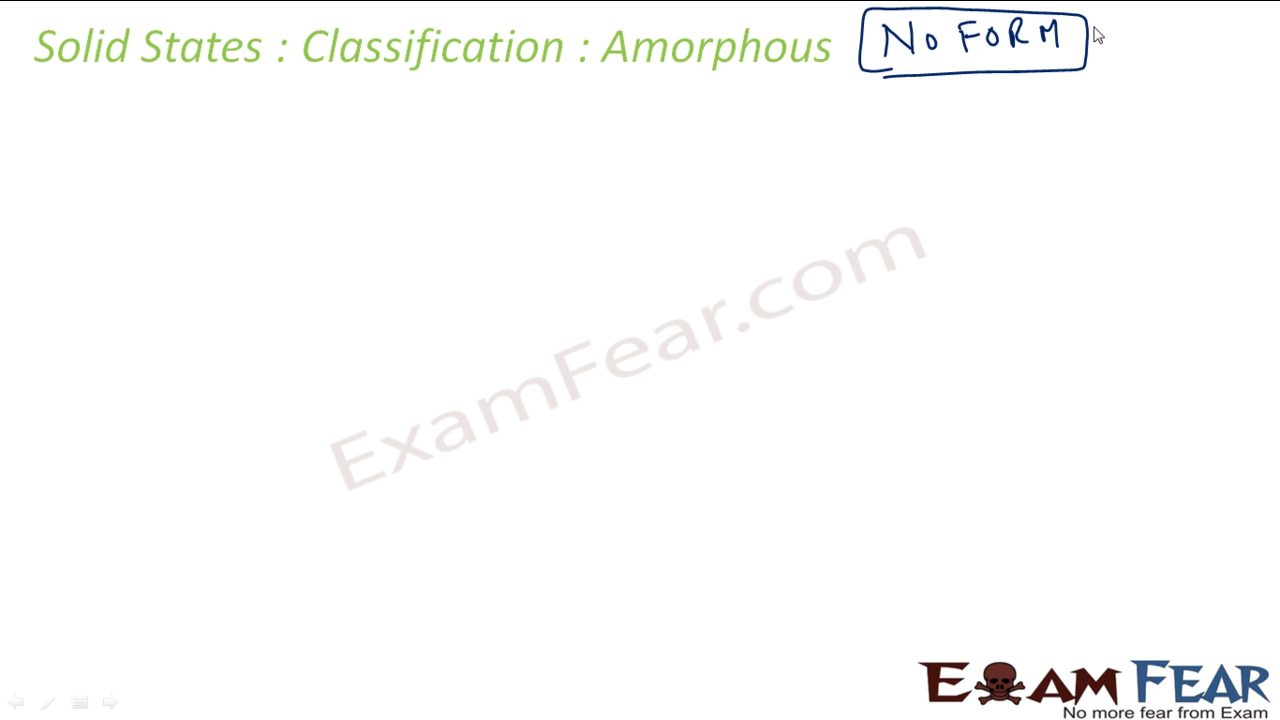 Solid States : Classification : Amorphous NO FORM
ExamFear.com
EXAM FEAR
No more fear from Exam